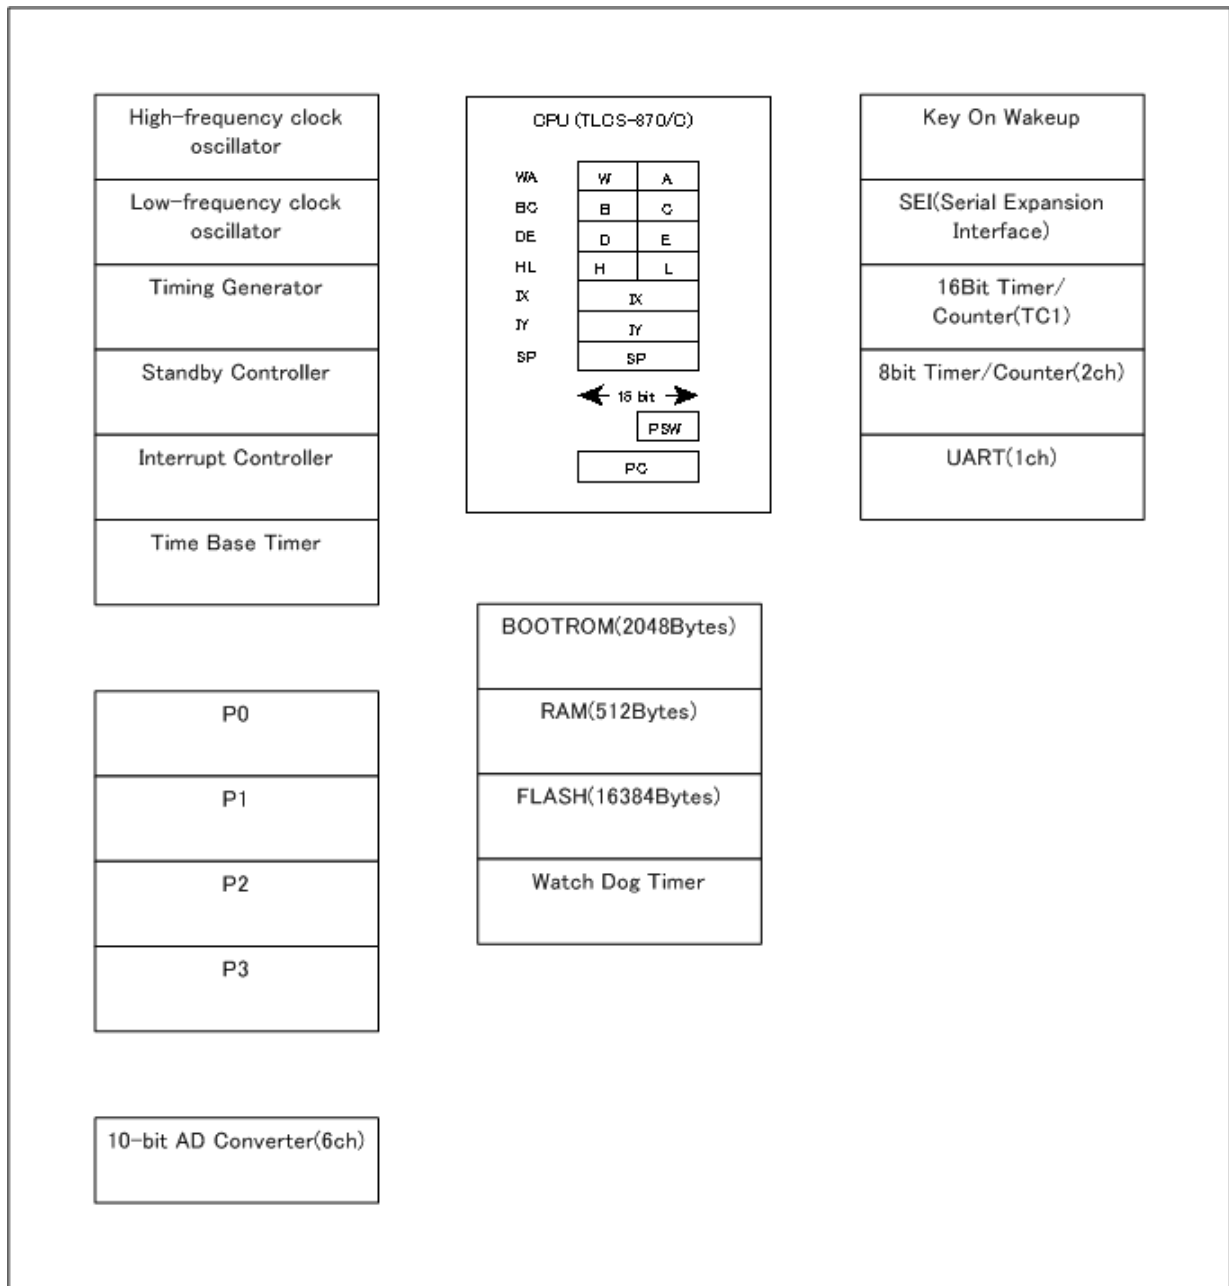 High-frequency clock
oscillator
Low-frequency clock
oscillator
Timing Generator
Standby Controller
Interrupt Controller
Time Base Timer
P0
P1
P2
P3
10-bit AD Converter(6ch)
CPU (TLCS-870/C)
WA W A
BC B C
DE D E
HL H L
IX IX
IY IY
SP SP
16 bit
PSW
PC
BOOTROM(2048Bytes)
RAM(512Bytes)
FLASH(16384Bytes)
Watch Dog Timer
Key On Wakeup
SEI(Serial Expansion
Interface)
16Bit Timer/
Counter(TC1)
8bit Timer/Counter(2ch)
UART(1ch)